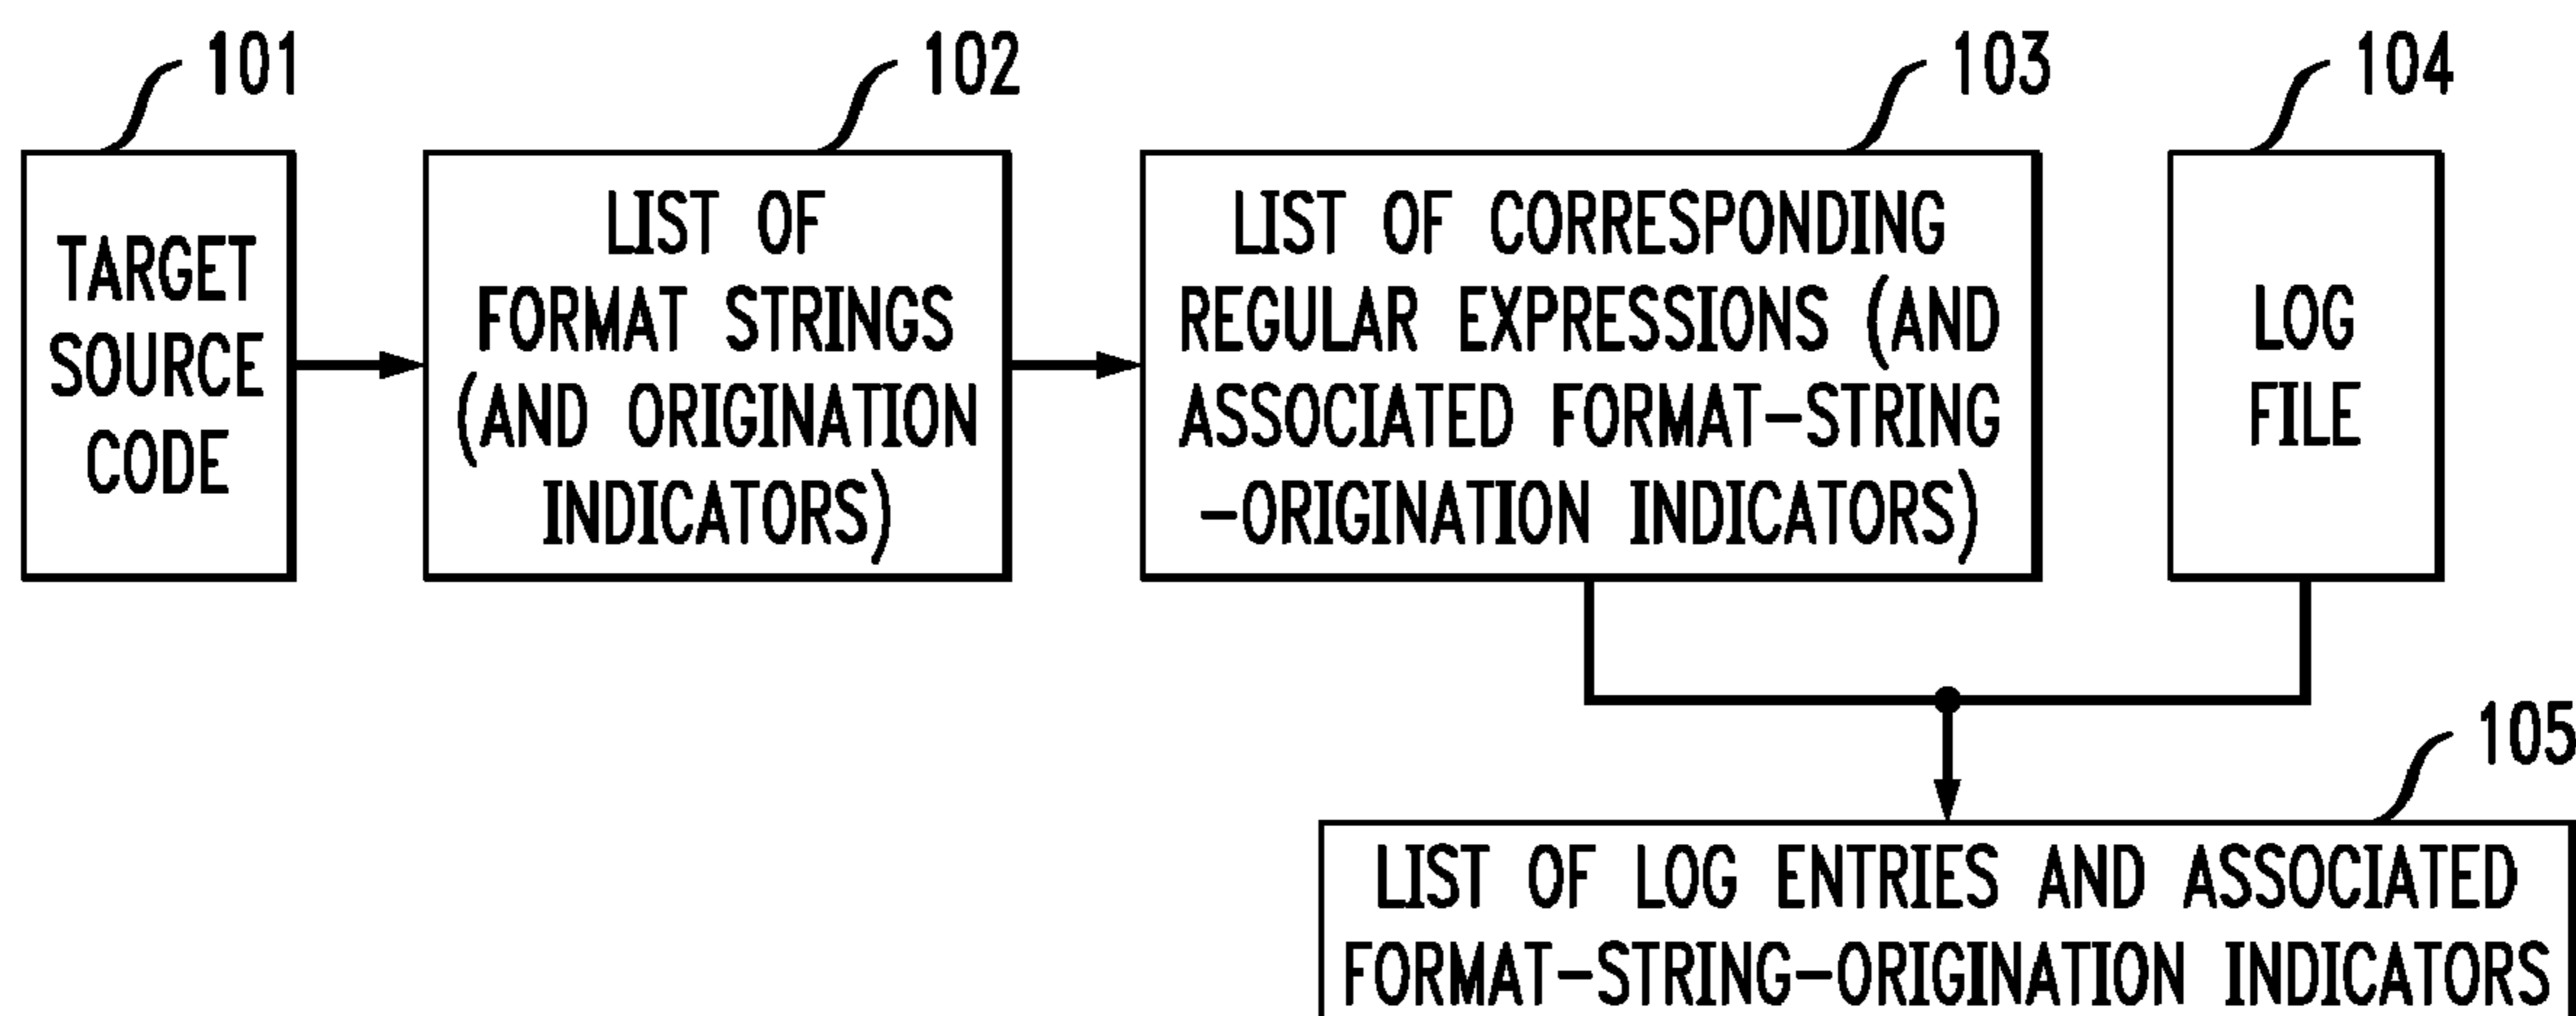 101
TARGET
SOURCE
CODE
102
LIST OF
FORMAT STRINGS
(AND ORIGINATION
INDICATORS)
103
LIST OF CORRESPONDING
REGULAR EXPRESSIONS (AND
ASSOCIATED FORMAT-STRING
-ORIGINATION INDICATORS)
104
LOG
FILE
105
LIST OF LOG ENTRIES AND ASSOCIATED
FORMAT-STRING-ORIGINATION INDICATORS